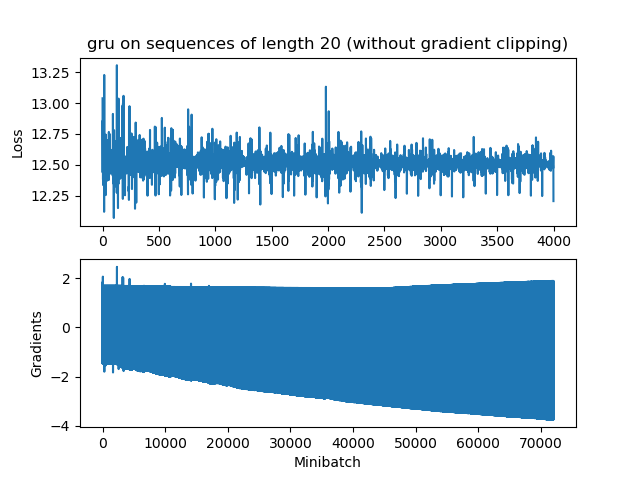 gru on sequences of length 20 (without gradient clipping)
13.25
13.00
12.75
12.50
12.25
Loss
0 500 1000 1500 2000 2500 3000 3500 4000
2
0
−2
−4
Gradients
0 10000 20000 30000 40000 50000 60000 70000
Minibatch